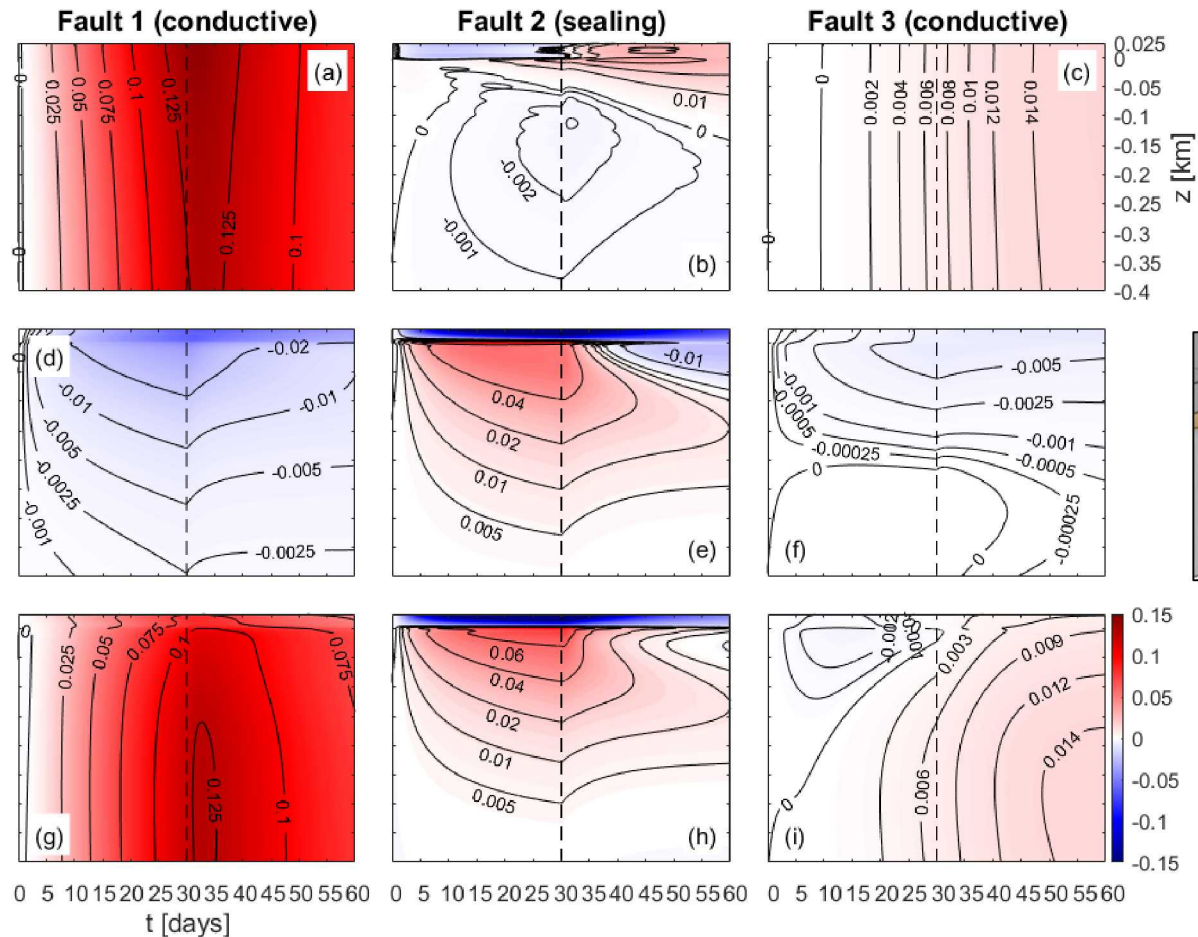 Fault 1 (conductive) Fault 2 (sealing) Fault 3 (conductive)
0 0.025 0.05 0.075 0.1 0.125 0.125 0.1 0 (a)
0.01 0 0 -0.002 -0.001 (b)
0 0.002 0.004 0.006 0.008 0.01 0.012 0.014 0 (c)
0.025
0
-0.05
-0.1
-0.15
-0.2
-0.25
-0.3
-0.35
-0.4
z [km]
(d) -0.02 -0.01 -0.01 -0.005 -0.005 -0.0025 -0.0025 -0.001
-0.01 0.04 0.02 0.01 0.005 (e)
-0.005 -0.001 -0.0025 -0.0005 -0.001 -0.00025 -0.0005 0 -0.00025 0 (f)
0 0.025 0.05 0.075 0.1 0.075 0.125 0.1 (g)
0.06 0.04 0.02 0.01 0.005 (h)
-0.002 -0.001 0.003 0.009 0.012 0.014 0.006 0 (i)
0.15
0.1
0.05
0
-0.05
-0.1
-0.15
0 5 10 15 20 25 30 35 40 45 50 55 0 5 10 15 20 25 30 35 40 45 50 55 0 5 10 15 20 25 30 35 40 45 50 55 60
t [days]